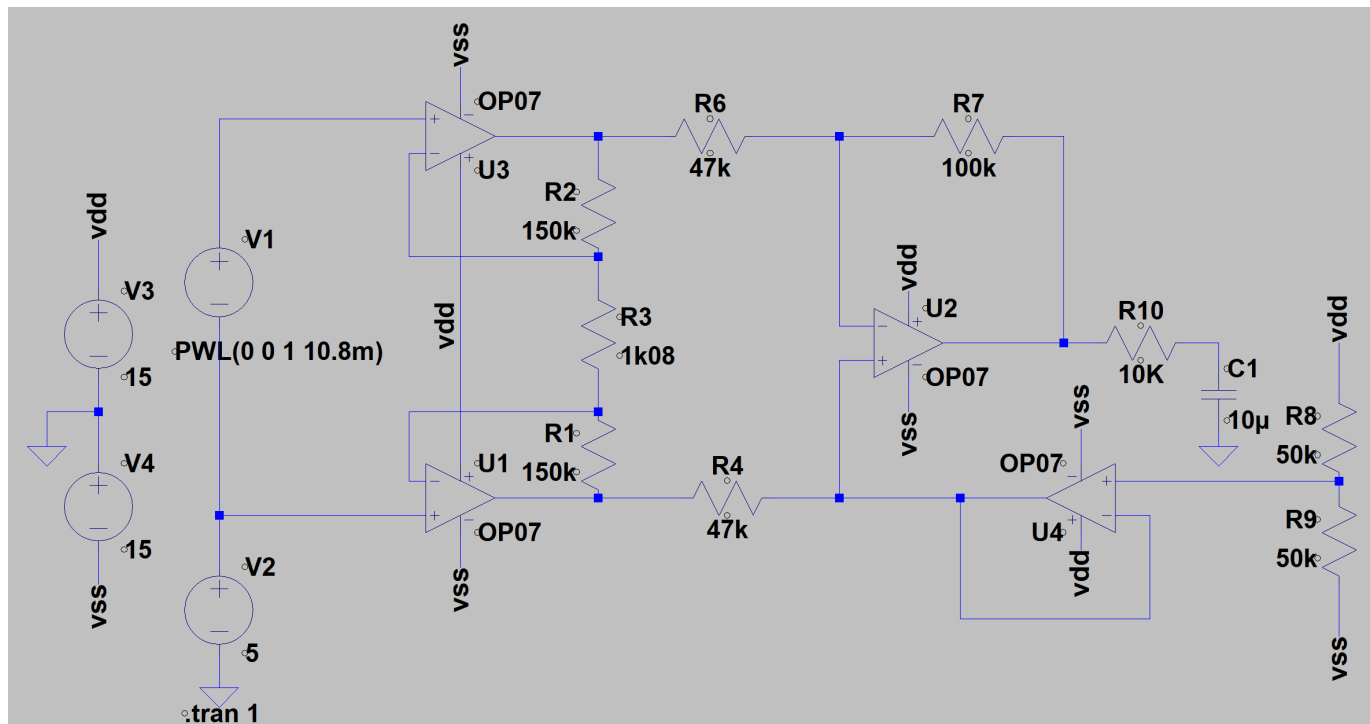 vss
OP07
U3
R6
47k
R7
100k
vdd
V3
15
V1
PWL(0 0 1 10.8m)
vdd
R2
150k
R3
1k08
R1
150k
vdd
U2
OP07
vss
R10
10K
C1
10µ
vdd
R8
50k
R9
50k
vss
V4
15
vss
V2
5
.tran 1
U1
OP07
vss
R4
47k
vss
OP07
U4
vdd